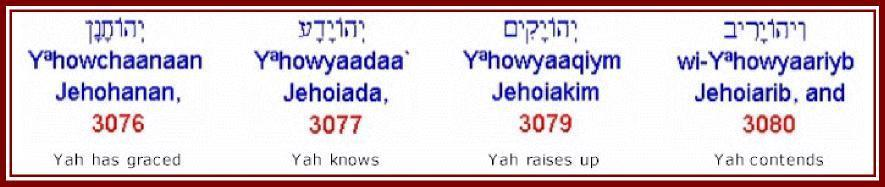 יְהוֹחָנָן
Yᵃhowchaanaan
Jehohanan,
3076
Yah has graced
יְהוֹיָדָע
Yᵃhowyaadaa`
Jehoiada,
3077
Yah knows
יְהוֹיָקִים
Yᵃhowyaaqiym
Jehoiakim
3079
Yah raises up
וִיהוֹיָרִיב
wi-Yᵃhowyaariyb
Jehoiarib, and
3080
Yah contends